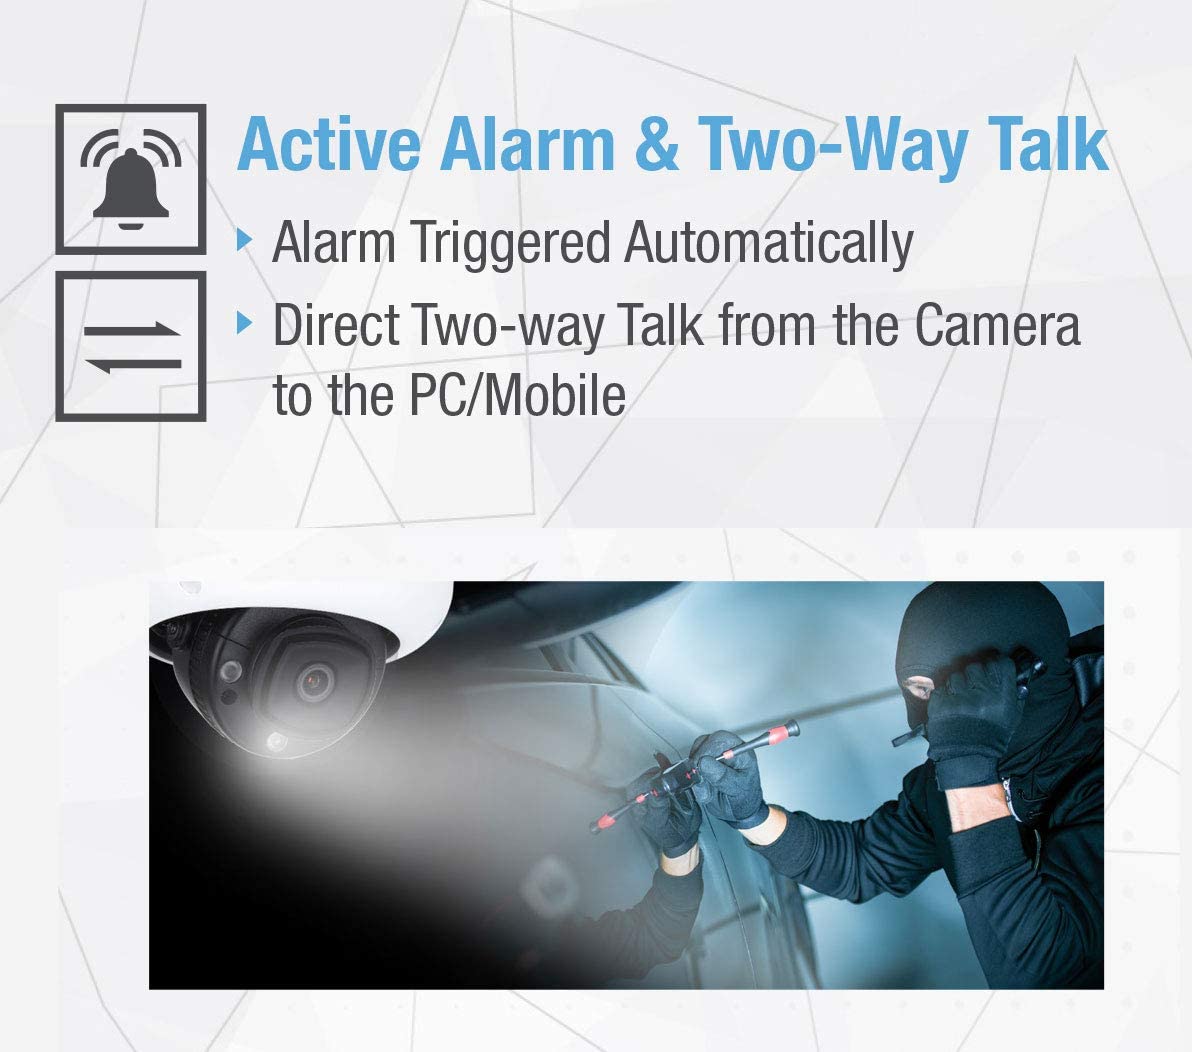 Active Alarm & Two-Way Talk
Alarm Triggered Automatically
Direct Two-way Talk from the Camera
to the PC/Mobile